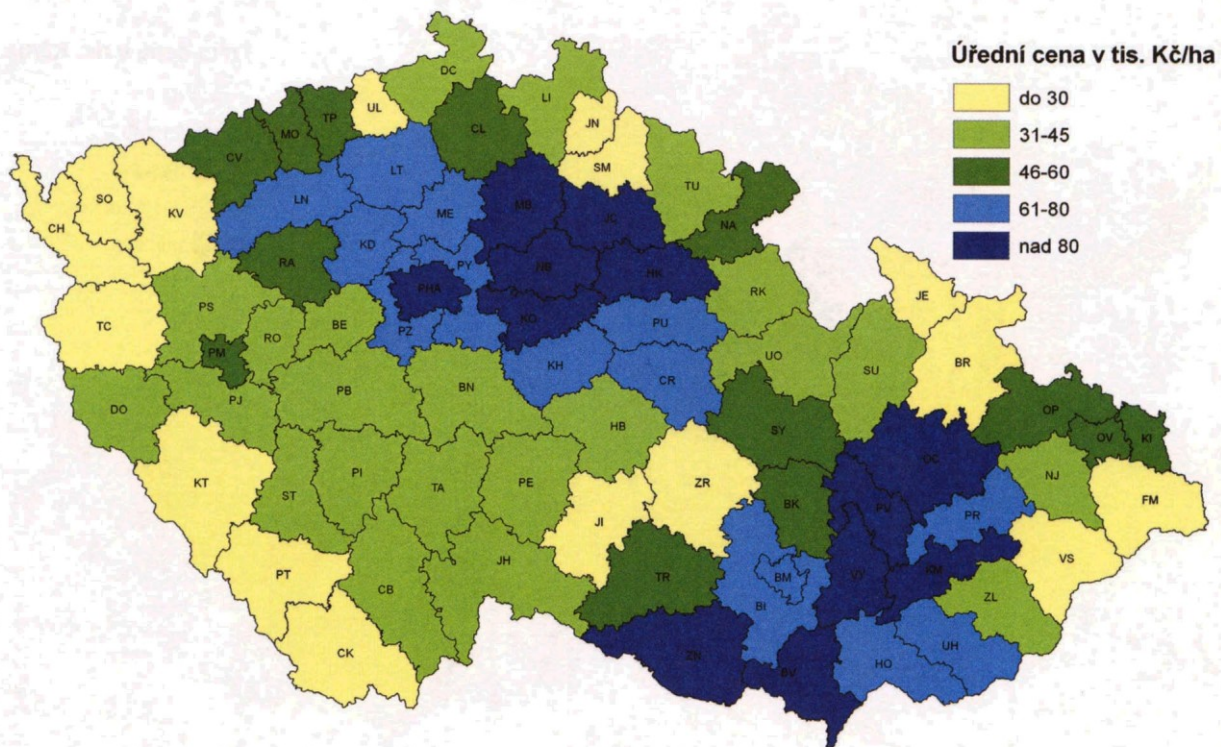 Úřední cena v tis. Kč/ha
do 30
31-45
46-60
61-80
nad 80
DC
LI
UL
TP
MO
CL
JN
SM
CV
LT
TU
SO
KV
LN
ME
MB
JC
NA
CH
KD
RA
PY
NB
HK
PHA
JE
PS
RK
TC
BE
KO
PU
RO
PZ
PM
UO
BR
KH
CR
SU
PB
BN
PJ
DO
OP
HB
SY
OV
KI
OC
PI
TA
PE
ZR
NJ
KT
ST
BK
FM
JI
PV
PR
JH
VS
PT
TR
BM
VY
KM
CB
BI
ZL
UH
CK
ZN
HO
BV